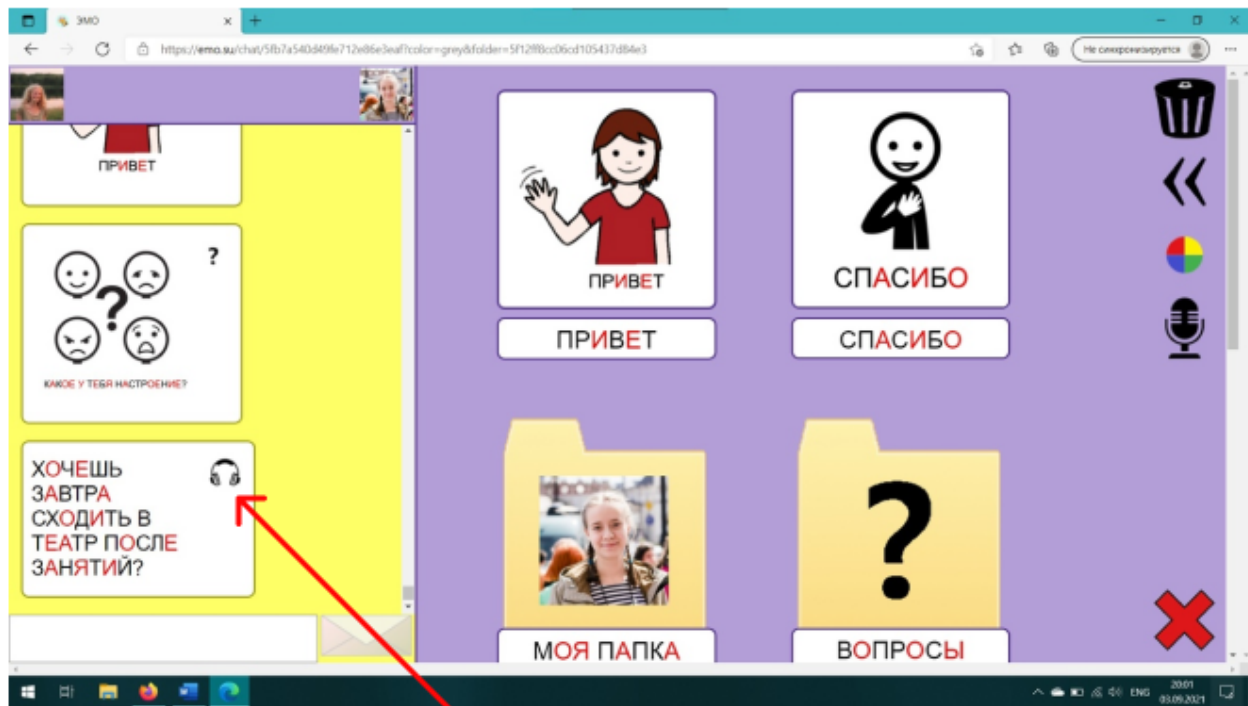 ЭМО
https://emo.su/chat/5fb7a540d49fe712e86e3eaf?color=grey&folder=5f12ff8cc06cd105437d84e3
Не синхронизируется
ПРИВЕТ
?
?
КАКОЕ У ТЕБЯ НАСТРОЕНИЕ?
ХОЧЕШЬ
ЗАВТРА
СХОДИТЬ В
ТЕАТР ПОСЛЕ
ЗАНЯТИЙ?
ПРИВЕТ
СПАСИБО
ПРИВЕТ
СПАСИБО
?
МОЯ ПАПКА
ВОПРОСЫ
ENG
20:01
03.09.2021